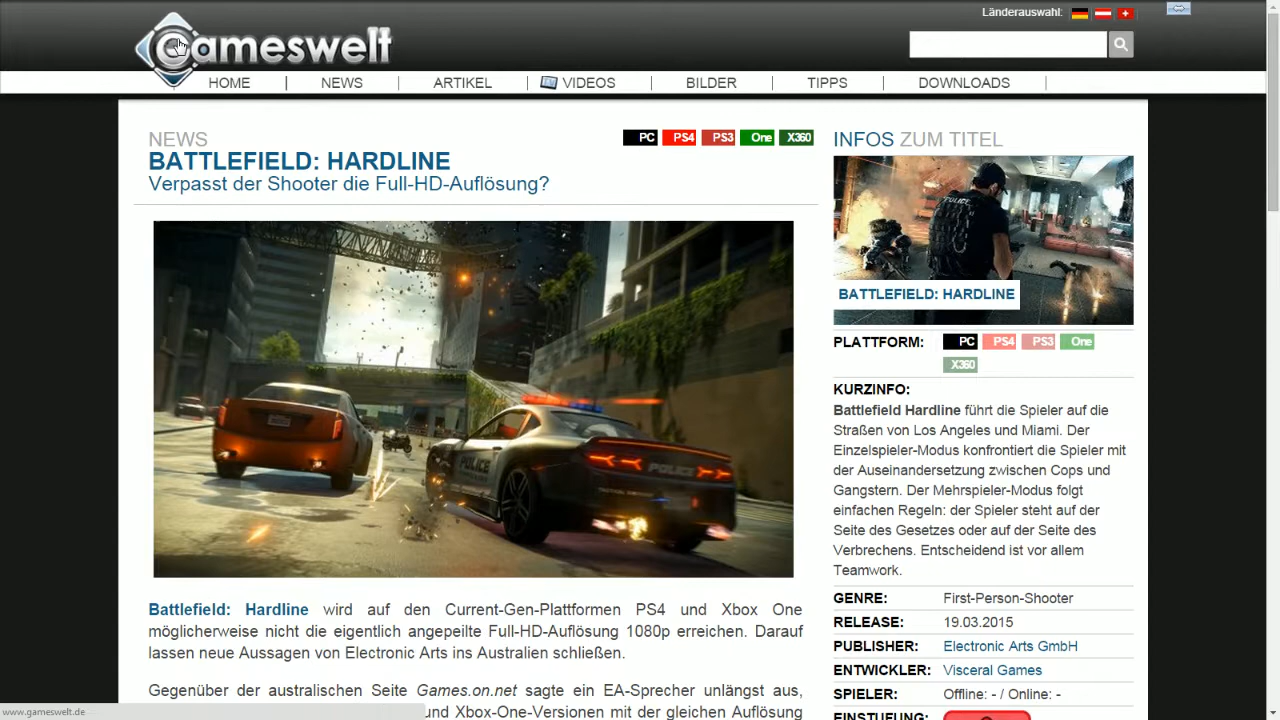 Länderauswahl:
Gameswelt
HOME
NEWS
ARTIKEL
VIDEOS
BILDER
TIPPS
DOWNLOADS
NEWS
PC PS4 PS3 One X360
BATTLEFIELD: HARDLINE
Verpasst der Shooter die Full-HD-Auflösung?
POLICE
POLICE
Battlefield: Hardline wird auf den Current-Gen-Plattformen PS4 und Xbox One
möglicherweise nicht die eigentlich angepeilte Full-HD-Auflösung 1080p erreichen. Darauf
lassen neue Aussagen von Electronic Arts ins Australien schließen.
Gegenüber der australischen Seite Games.on.net sagte ein EA-Sprecher unlängst aus,
und Xbox-One-Versionen mit der gleichen Auflösung
INFOS ZUM TITEL
POLICE
BATTLEFIELD: HARDLINE
PLATTFORM: PC PS4 PS3 One
X360
KURZINFO:
Battlefield Hardline führt die Spieler auf die
Straßen von Los Angeles und Miami. Der
Einzelspieler-Modus konfrontiert die Spieler mit
der Auseinandersetzung zwischen Cops und
Gangstern. Der Mehrspieler-Modus folgt
einfachen Regeln: der Spieler steht auf der
Seite des Gesetzes oder auf der Seite des
Verbrechens. Entscheidend ist vor allem
Teamwork.
GENRE: First-Person-Shooter
RELEASE: 19.03.2015
PUBLISHER: Electronic Arts GmbH
ENTWICKLER: Visceral Games
SPIELER: Offline: - / Online: -
EINSTUFUNG:
www.gameswelt.de